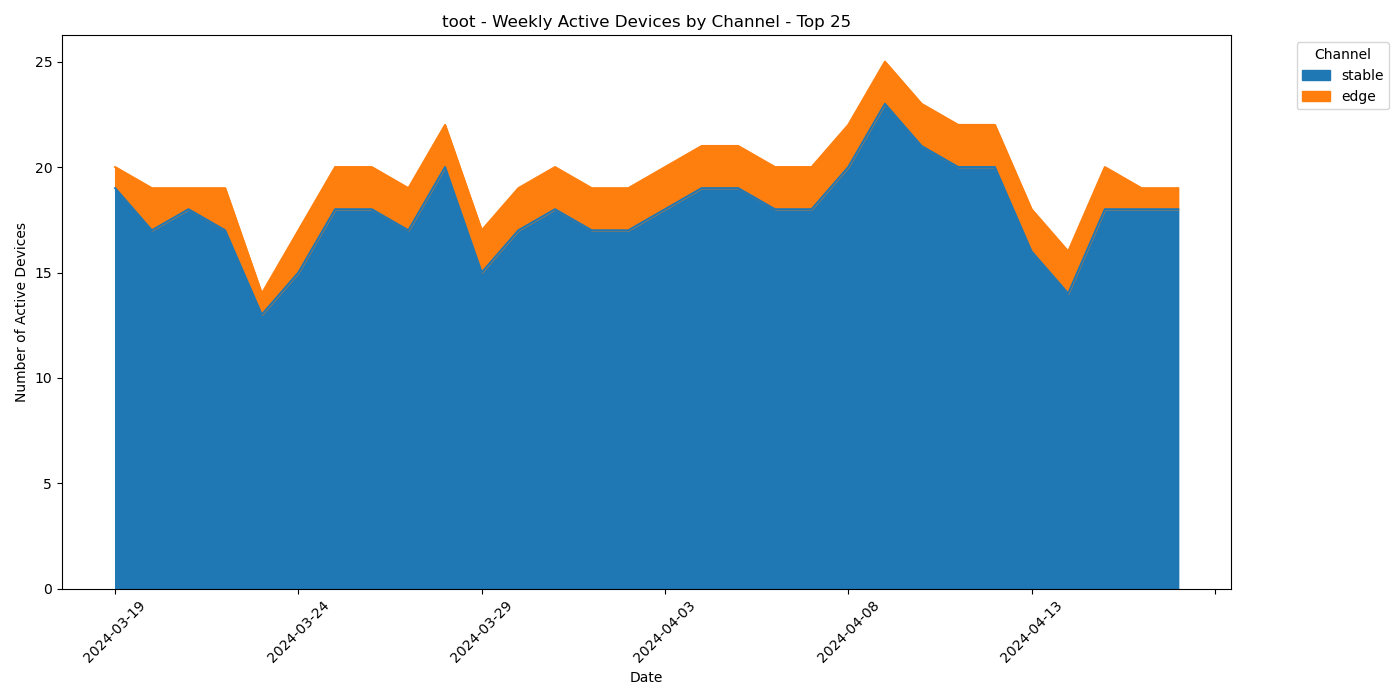 toot - Weekly Active Devices by Channel - Top 25
Channel
stable
edge
Number of Active Devices
25
20
15
10
5
0
2024-03-19
2024-03-24
2024-03-29
2024-04-03
2024-04-08
2024-04-13
Date